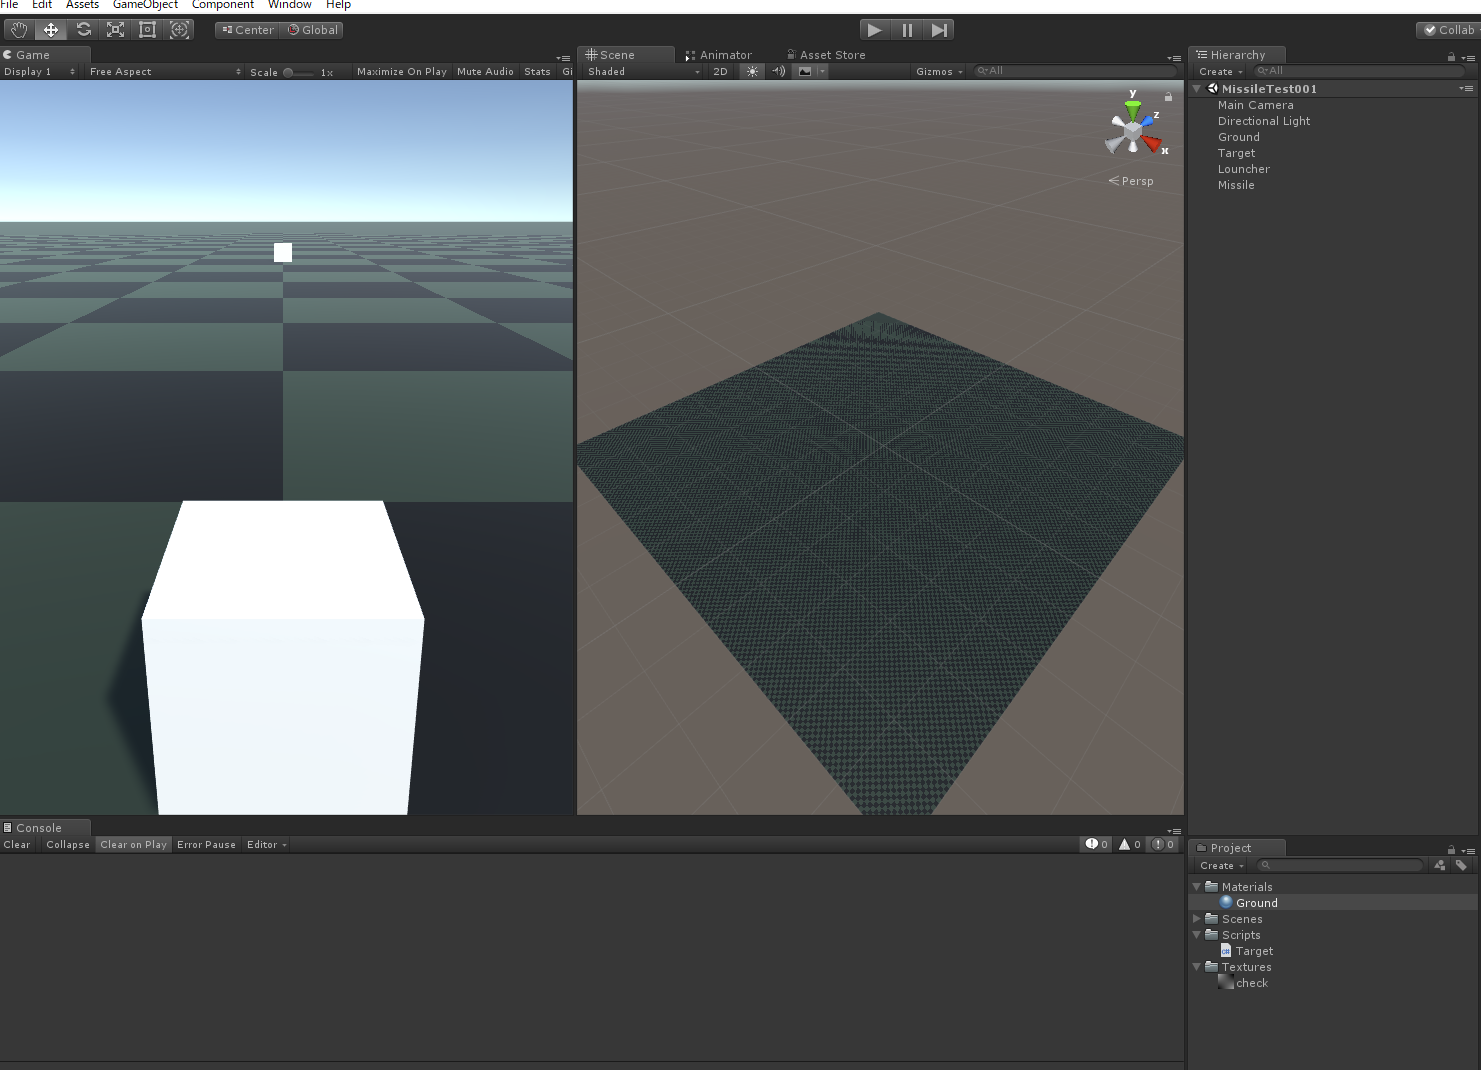 File Edit Assets GameObject Component Window Help
Center Global Collab
Game
Display 1 Free Aspect Scale 1x Maximize On Play Mute Audio Stats Gi
Scene Animator Asset Store
Shaded 2D Gizmos All
y
z
x
Persp
Hierarchy
Create All
MissileTest001
Main Camera
Directional Light
Ground
Target
Louncher
Missile
Console
Clear Collapse Clear on Play Error Pause Editor 0 0 0
Project
Create
Materials
Ground
Scenes
Scripts
C#
Target
Textures
check